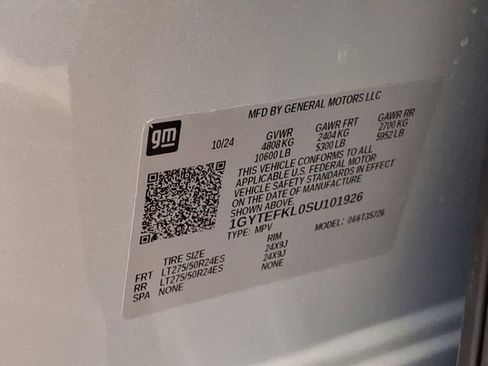 MFD BY GENERAL MOTORS LLC
gm
10/24 GVWR GAWR FRT GAWR RR
4808KG 2404 KG 2700 KG
10600 LB 5300 LB 5952 LB
THIS VEHICLE CONFORMS TO ALL
APPLICABLE U.S. FEDERAL MOTOR
VEHICLE SAFETY STANDARDS IN EFFECT
ON THE DATE OF MANUFACTURE
SHOWN ABOVE.
1GYTEFKL0SU101926
TYPE: MPV MODEL: 066T35726
TIRE SIZE RIM
FRT LT275/50R24ES 24X9J
RR LT275/50R24ES 24X9J
SPA NONE NONE